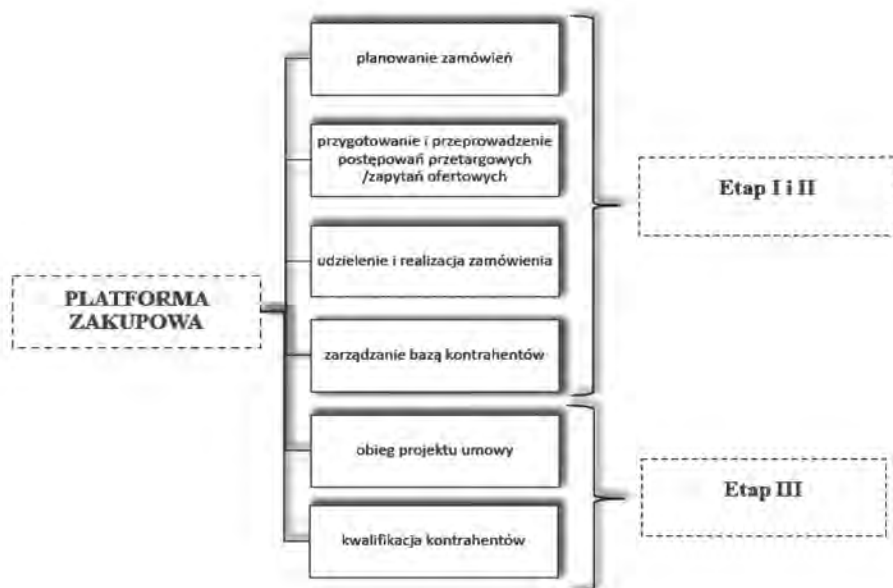 planowanie zamówień
przygotowanie i przeprowadzenie
postępowań przetargowych
/zapytań ofertowych
Etap I i II
udzielenie i realizacja zamówienia
PLATFORMA
ZAKUPOWA
zarządzanie bazą kontrahentów
obieg projektu umowy
Etap III
kwalifikacja kontrahentów